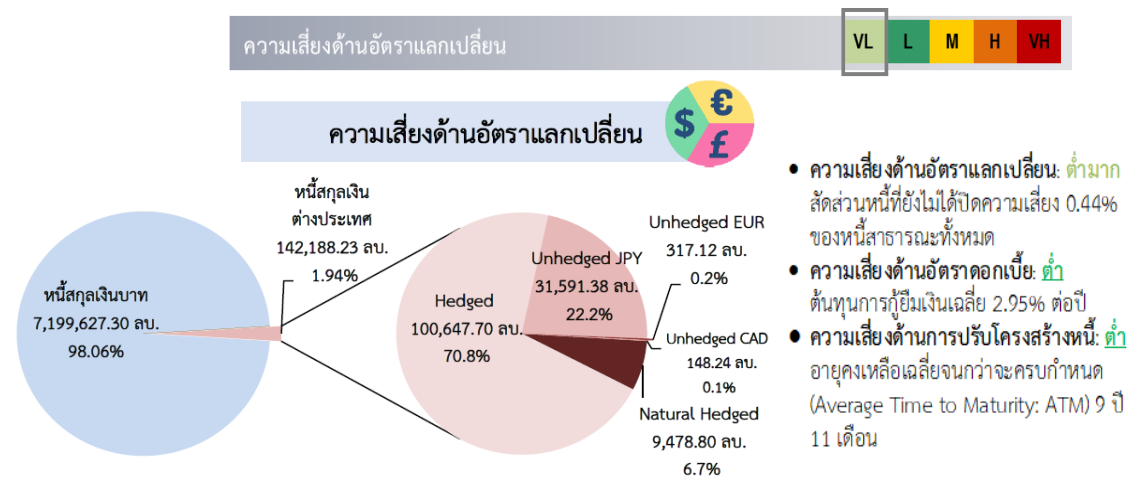 ความเสี่ยงด้านอัตราแลกเปลี่ยน
VL L M H VH
ความเสี่ยงด้านอัตราแลกเปลี่ยน
$ € £
หนี้สกุลเงินบาท
7,199,627.30 ลบ.
98.06%
หนี้สกุลเงิน
ต่างประเทศ
142,188.23 ลบ.
1.94%
Hedged
100,647.70 ลบ.
70.8%
Unhedged JPY
31,591.38 ลบ.
22.2%
Unhedged EUR
317.12 ลบ.
0.2%
Unhedged CAD
148.24 ลบ.
0.1%
Natural Hedged
9,478.80 ลบ.
6.7%
• ความเสี่ยงด้านอัตราแลกเปลี่ยน: ต่ำมาก
สัดส่วนหนี้ที่ยังไม่ได้ปิดความเสี่ยง 0.44%
ของหนี้สาธารณะทั้งหมด
• ความเสี่ยงด้านอัตราดอกเบี้ย: ต่ำ
ต้นทุนการกู้ยืมเงินเฉลี่ย 2.95% ต่อปี
• ความเสี่ยงด้านการปรับโครงสร้างหนี้: ต่ำ
อายุคงเหลือเฉลี่ยจนกว่าจะครบกำหนด
(Average Time to Maturity: ATM) 9 ปี
11 เดือน